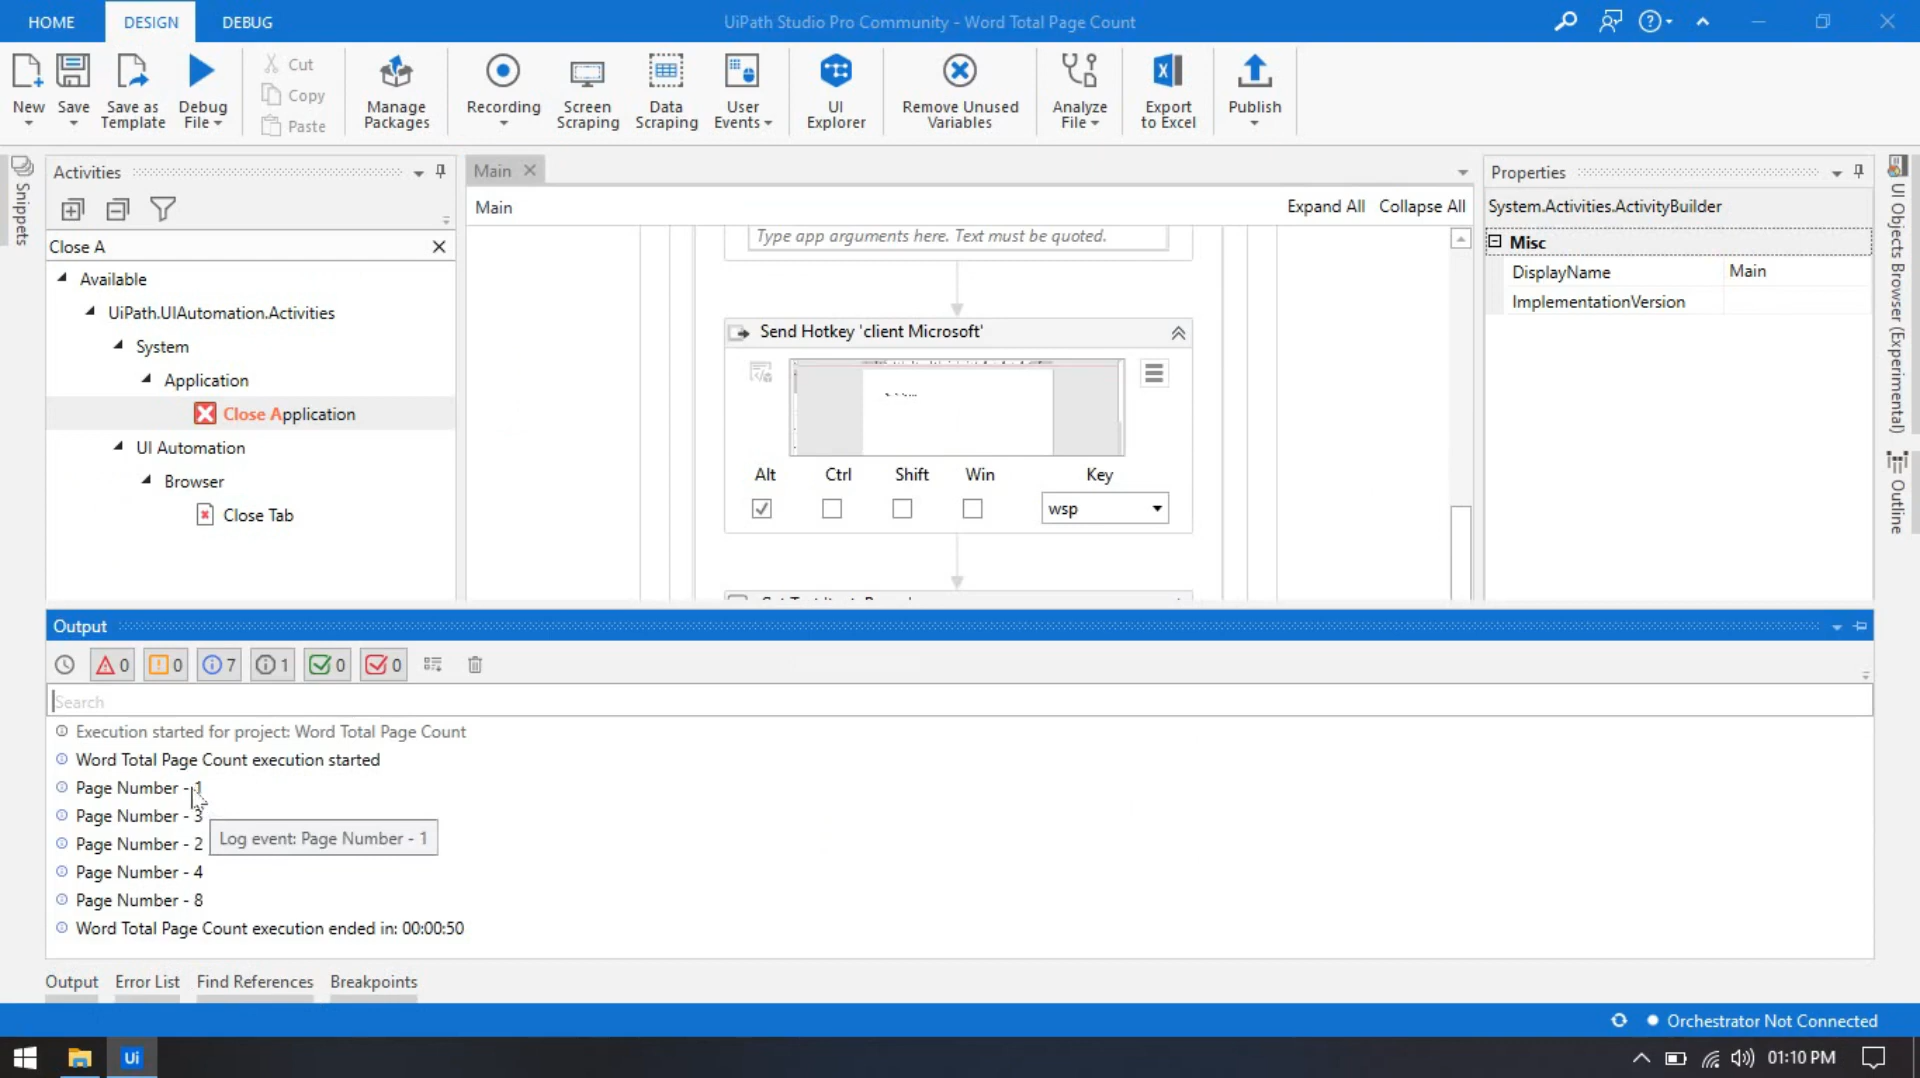 HOME DESIGN DEBUG
UiPath Studio Pro Community - Word Total Page Count
New
Save
Save as Template
Debug File
Cut
Copy
Paste
Manage Packages
Recording
Screen Scraping
Data Scraping
User Events
UI Explorer
Remove Unused Variables
Analyze File
Export to Excel
Publish
Snippets
Activities
Close A
Available
UiPath.UIAutomation.Activities
System
Application
Close Application
UI Automation
Browser
Close Tab
Main
Main
Expand All Collapse All
Type app arguments here. Text must be quoted.
Send Hotkey 'client Microsoft'
Alt Ctrl Shift Win Key
wsp
Properties
System.Activities.ActivityBuilder
Misc
DisplayName Main
ImplementationVersion
UI Objects Browser (Experimental)
Outline
Output
0 0 7 1 0 0
Search
Execution started for project: Word Total Page Count
Word Total Page Count execution started
Page Number - 1
Page Number - 3
Log event: Page Number - 1
Page Number - 2
Page Number - 4
Page Number - 8
Word Total Page Count execution ended in: 00:00:50
Output Error List Find References Breakpoints
Orchestrator Not Connected
Ui
01:10 PM